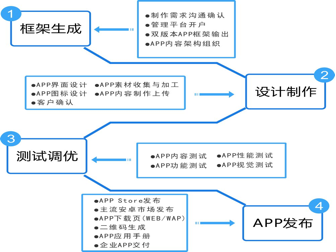 1
框架生成
●制作需求沟通确认
●管理平台开户
●双版本APP框架输出
●APP内容架构组织
2
设计制作
●APP界面设计 ●APP素材收集与加工
●APP图标设计 ●APP内容制作上传
●客户确认
3
测试调优
●APP内容测试 ●APP性能测试
●APP功能测试 ●APP视觉测试
4
APP发布
●APP Store发布
●主流安卓市场发布
●APP下载页(WEB/WAP)
●二维码生成
●APP应用手册
●企业APP交付